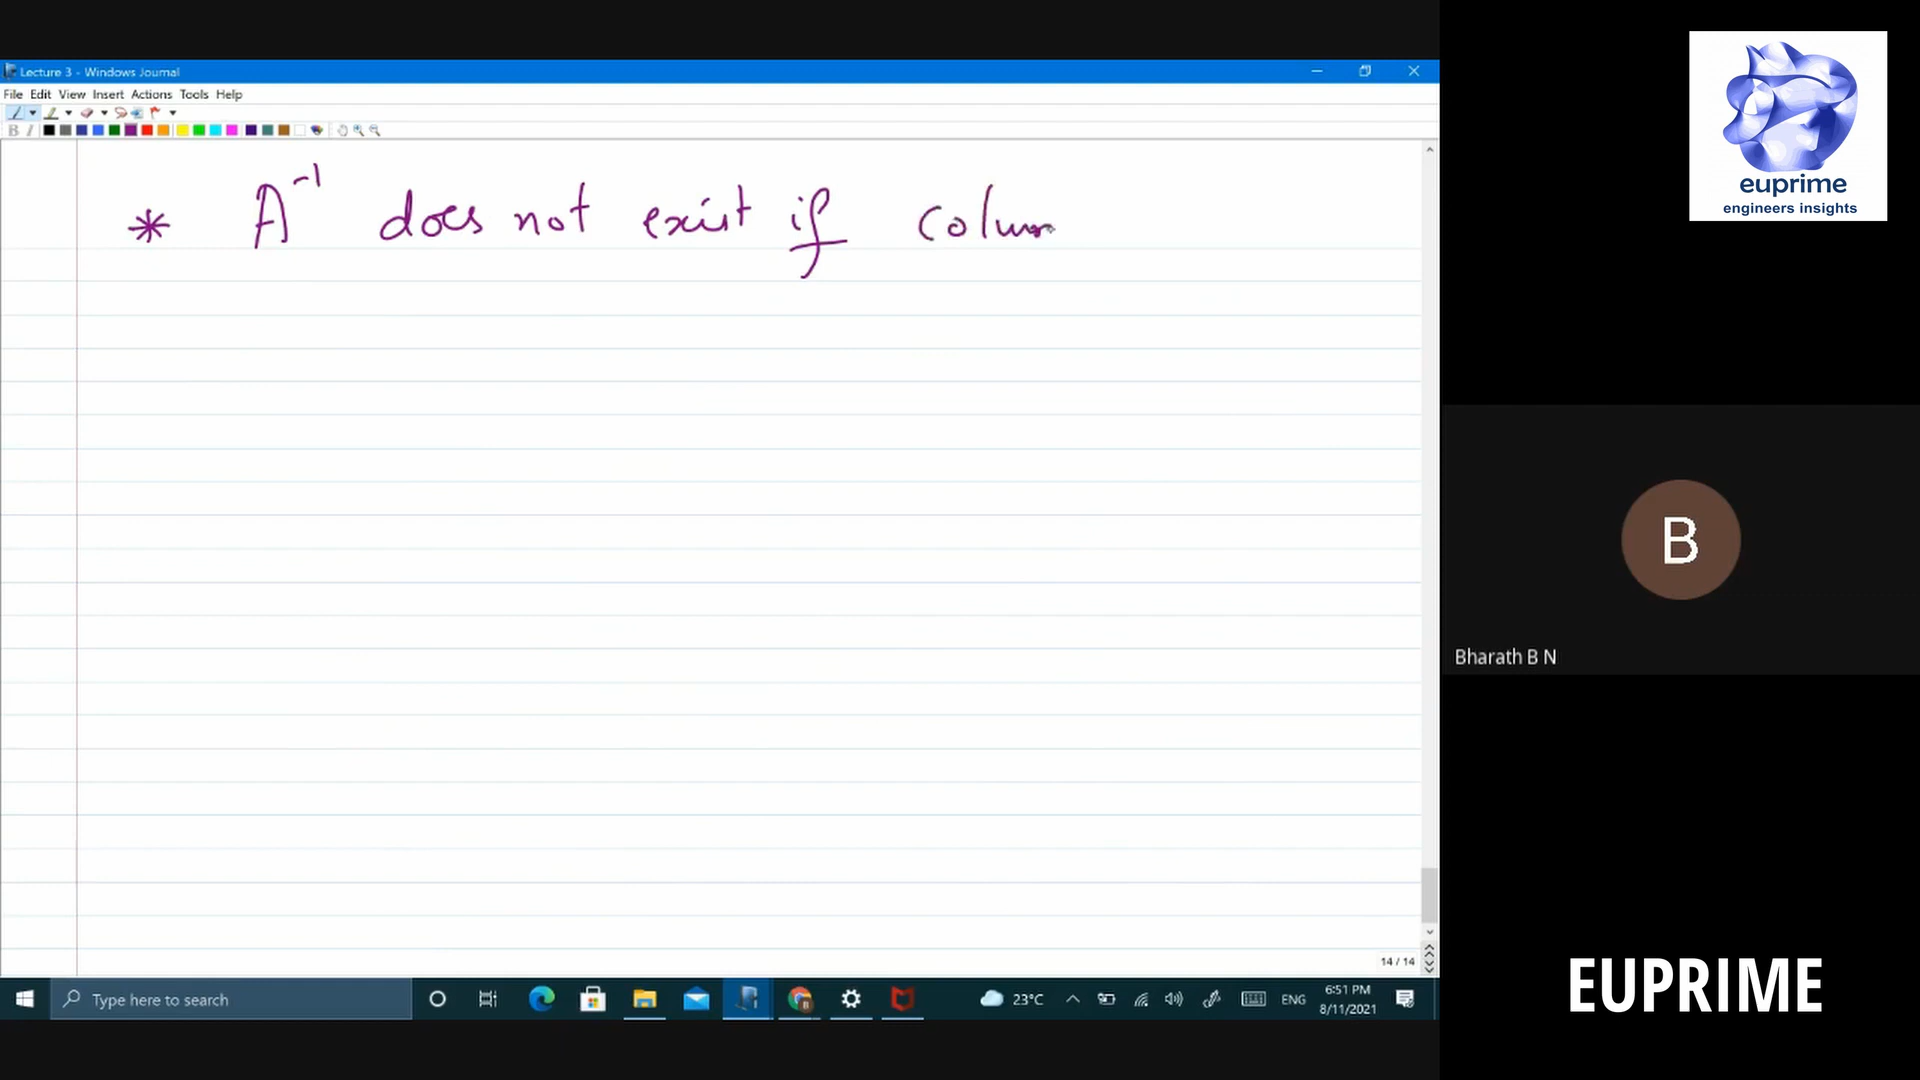 Lecture 3 - Windows Journal
File Edit View Insert Actions Tools Help
B I
* A⁻¹ does not exist if Colum
14 / 14
Type here to search
23°C
ENG
6:51 PM
8/11/2021
euprime
engineers insights
B
Bharath B N
EUPRIME